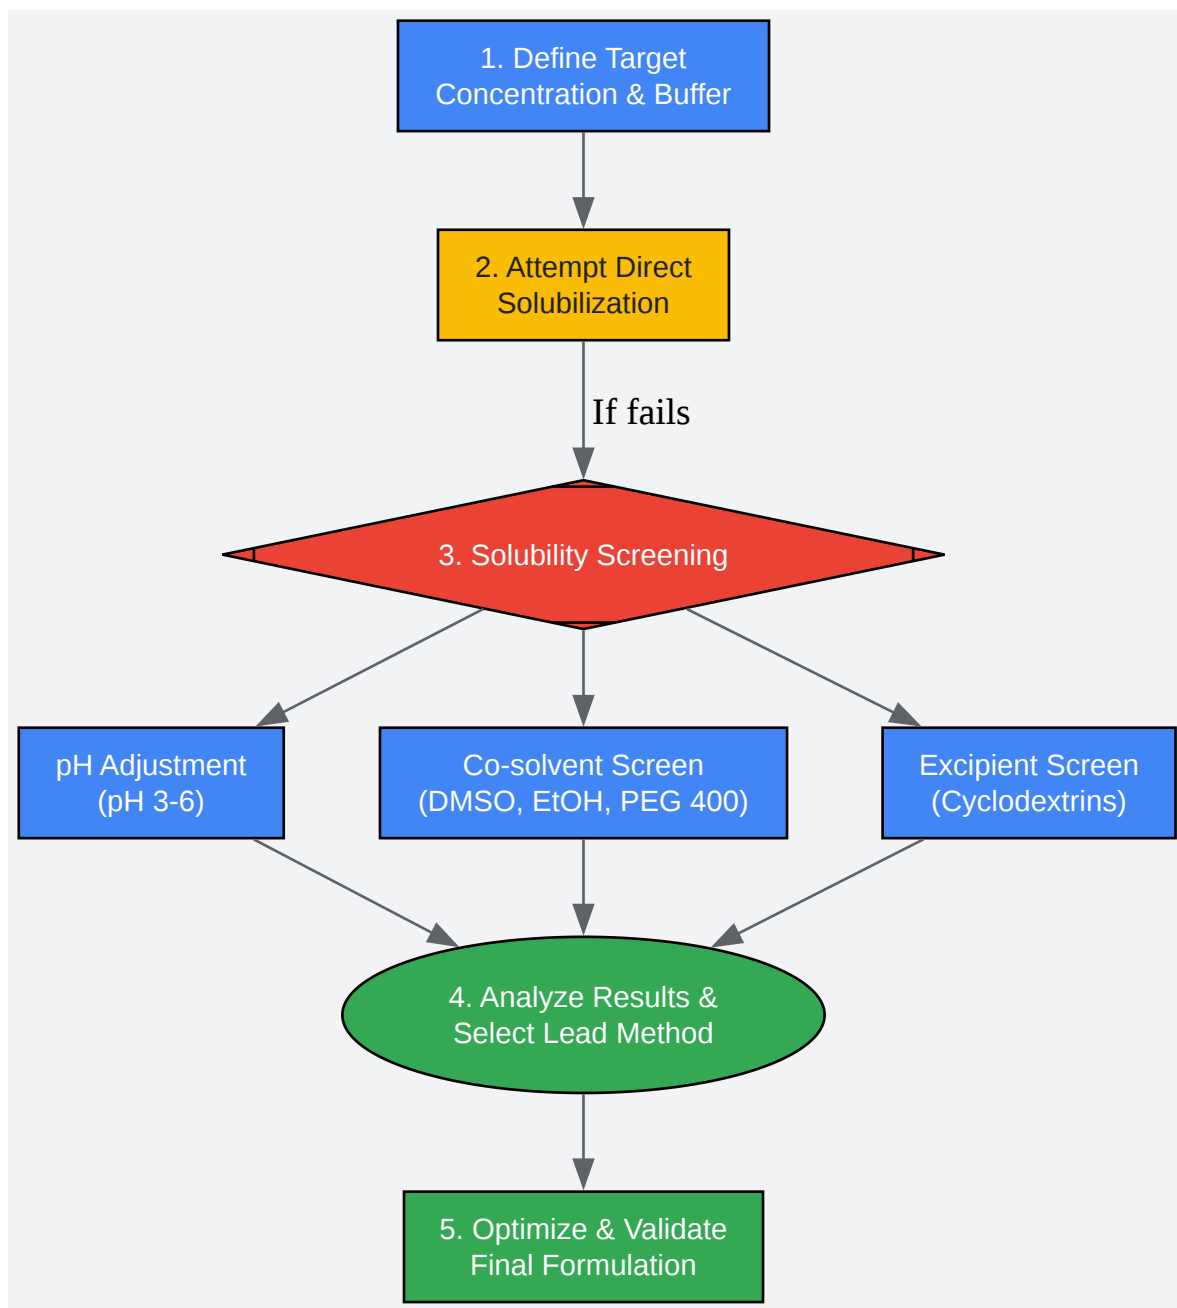 1. Define Target
Concentration & Buffer
2. Attempt Direct
Solubilization
If fails
3. Solubility Screening
pH Adjustment
(pH 3-6)
Co-solvent Screen
(DMSO, EtOH, PEG 400)
Excipient Screen
(Cyclodextrins)
4. Analyze Results &
Select Lead Method
5. Optimize & Validate
Final Formulation